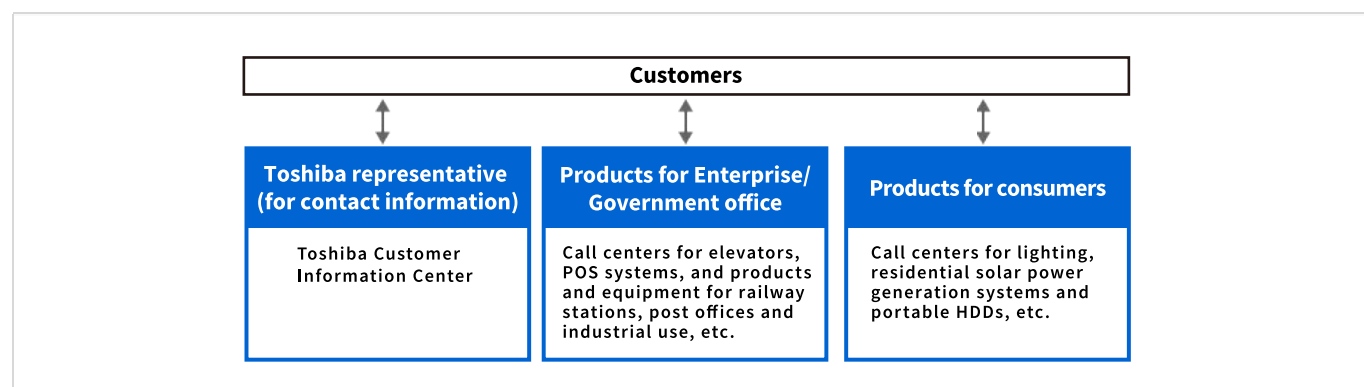 Customers
Toshiba representative
(for contact information)
Toshiba Customer
Information Center
Products for Enterprise/
Government office
Call centers for elevators,
POS systems, and products
and equipment for railway
stations, post offices and
industrial use, etc.
Products for consumers
Call centers for lighting,
residential solar power
generation systems and
portable HDDs, etc.